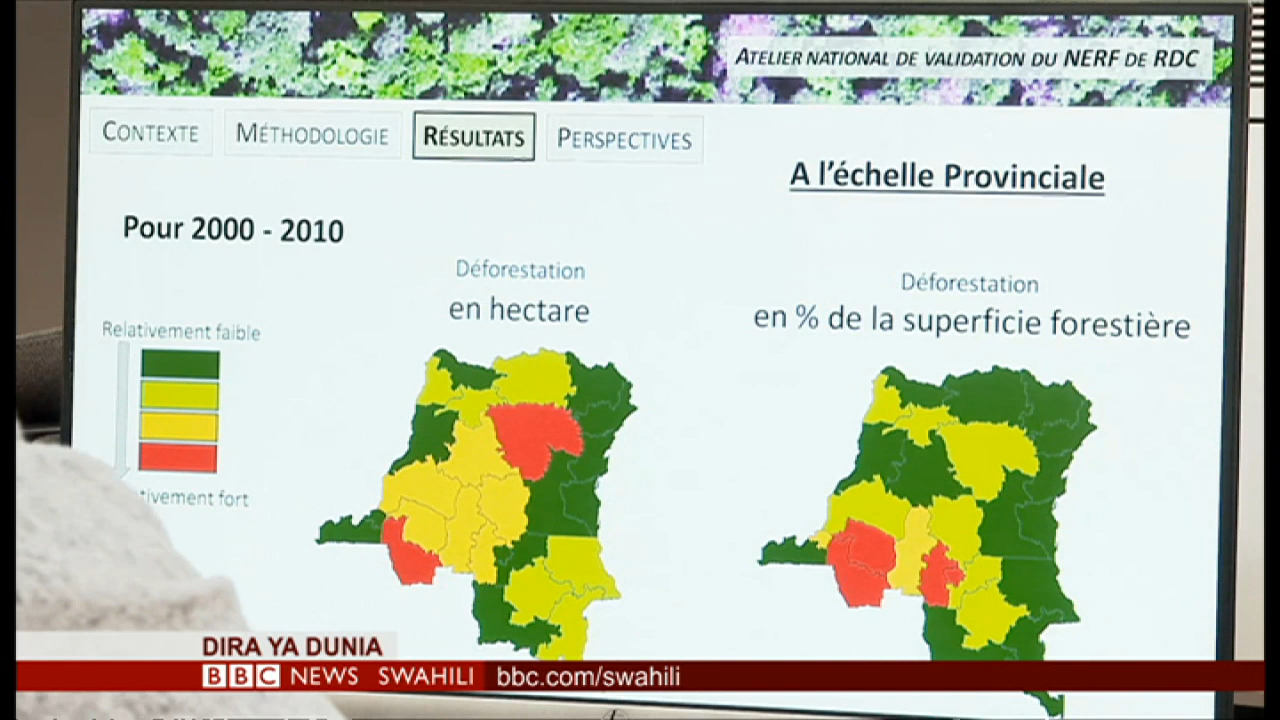 ATELIER NATIONAL DE VALIDATION DU NERF DE RDC
CONTEXTE
MÉTHODOLOGIE
RÉSULTATS
PERSPECTIVES
A l'échelle Provinciale
Pour 2000 - 2010
Déforestation
en hectare
Déforestation
en % de la superficie forestière
Relativement faible
tivement fort
DIRA YA DUNIA
BBC NEWS SWAHILI bbc.com/swahili